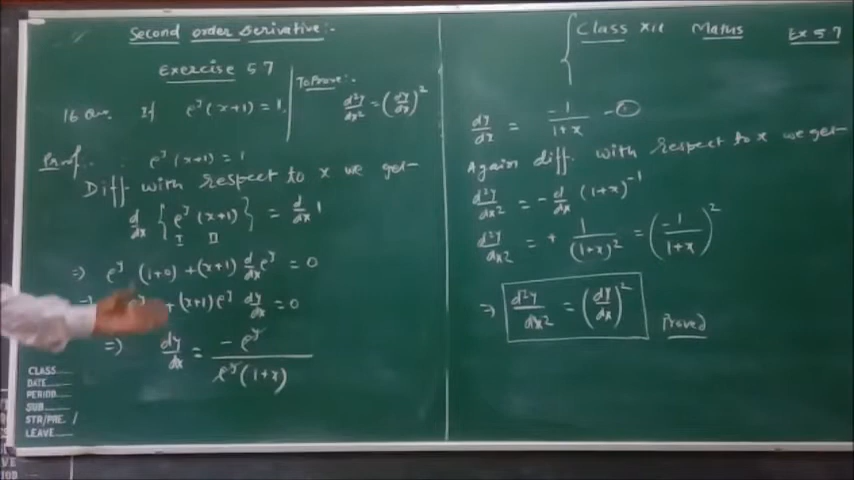 Second order Derivative:-
Exercise 5.7
16 Que. If e^y (x+1) = 1.
To Prove:-
d²y/dx² = (dy/dx)²
Proof. : e^y (x+1) = 1
Diff with respect to x we get-
d/dx { e^y (x+1) } = d/dx 1
I II
⇒ e^y (1+0) + (x+1) d/dx e^y = 0
⇒ e^y + (x+1) e^y dy/dx = 0
⇒ dy/dx = - e^y / e^y (1+x)
CLASS
DATE
PERIOD
SUB
STR/PRE. /
LEAVE
Class XII Maths Ex 5.7
dy/dx = -1/1+x - ①
Again diff. with respect to x we get-
d²y/dx² = - d/dx (1+x)^-1
d²y/dx² = + 1/(1+x)² = (-1/1+x)²
⇒ d²y/dx² = (dy/dx)² Proved